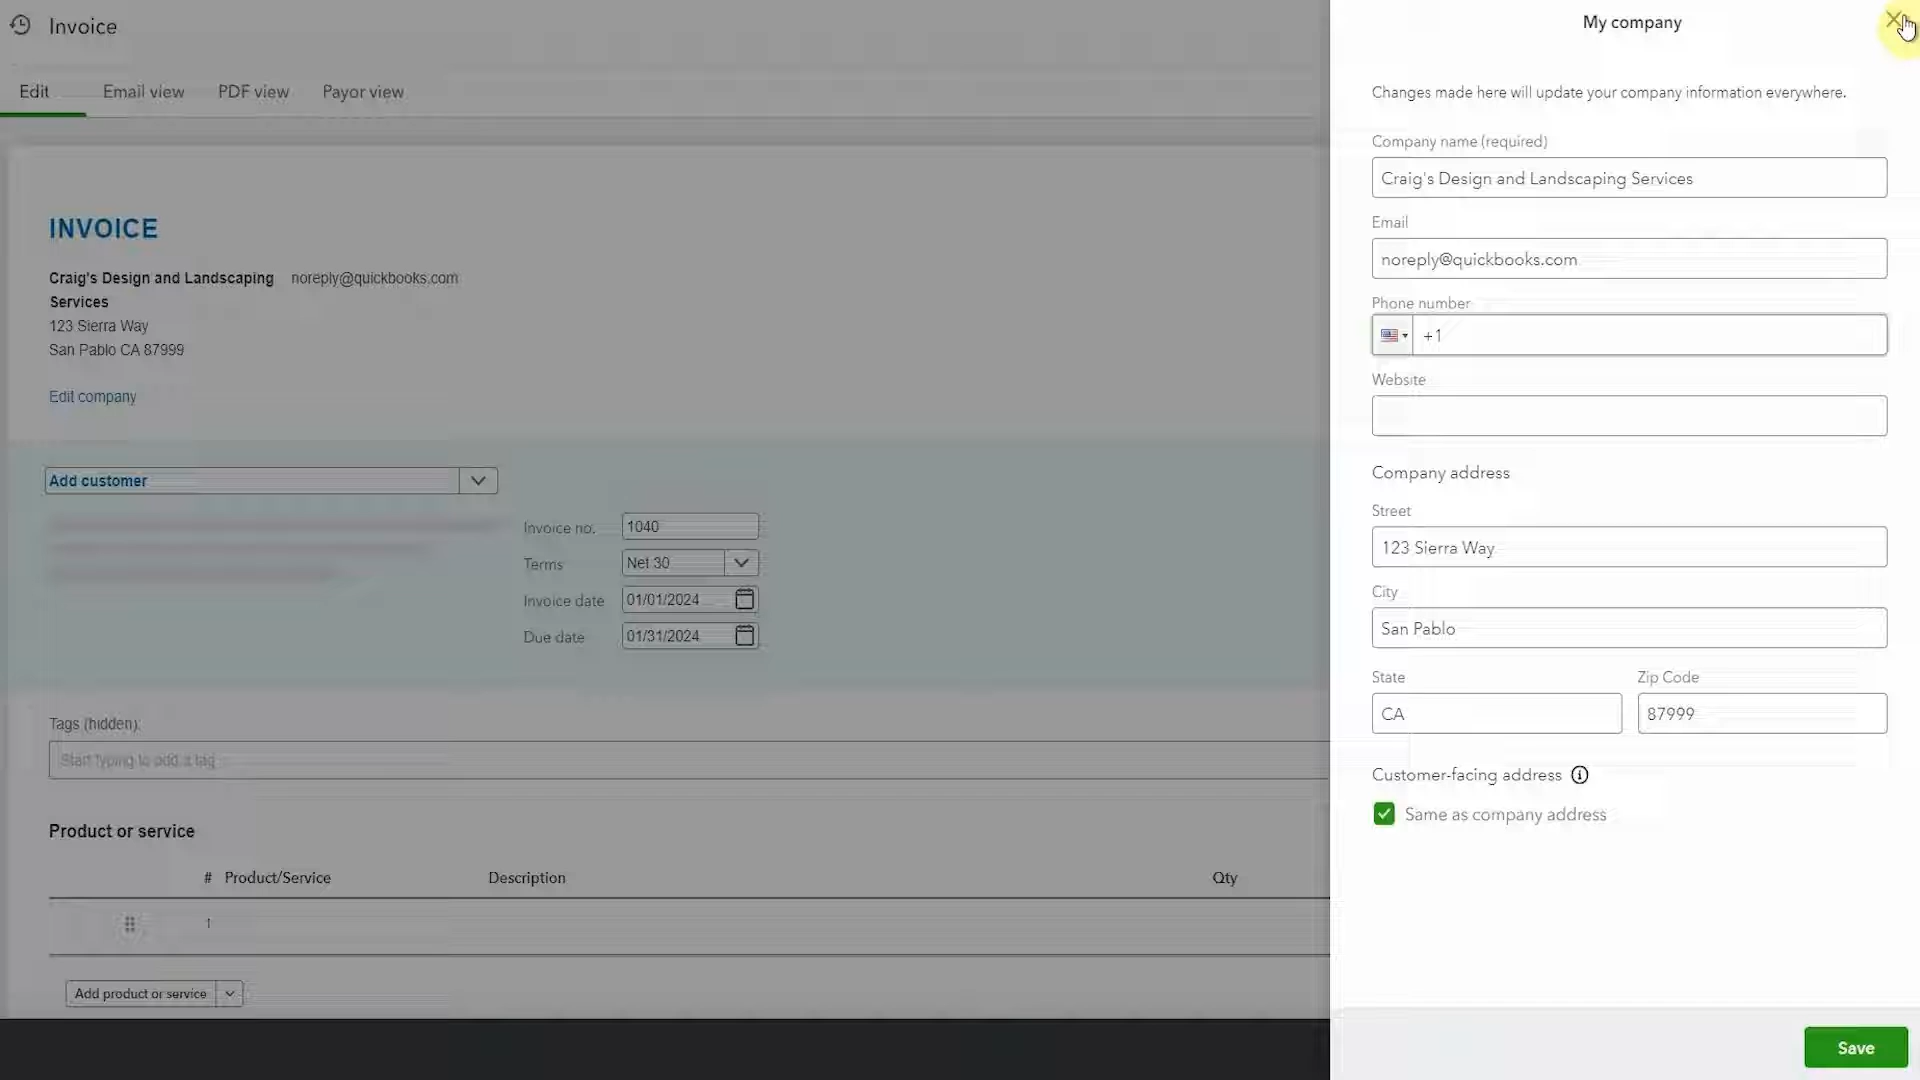 Invoice
Edit
Email view
PDF view
Payor view
INVOICE
Craig's Design and Landscaping
Services
noreply@quickbooks.com
123 Sierra Way
San Pablo CA 87999
Edit company
Add customer
Invoice no. 1040
Terms Net 30
Invoice date 01/01/2024
Due date 01/31/2024
Tags (hidden):
Start typing to add a tag
Product or service
# Product/Service Description Qty
1
Add product or service
My company
Changes made here will update your company information everywhere.
Company name (required)
Craig's Design and Landscaping Services
Email
noreply@quickbooks.com
Phone number
+1
Website
Company address
Street
123 Sierra Way
City
San Pablo
State Zip Code
CA 87999
Customer-facing address
Same as company address
Save